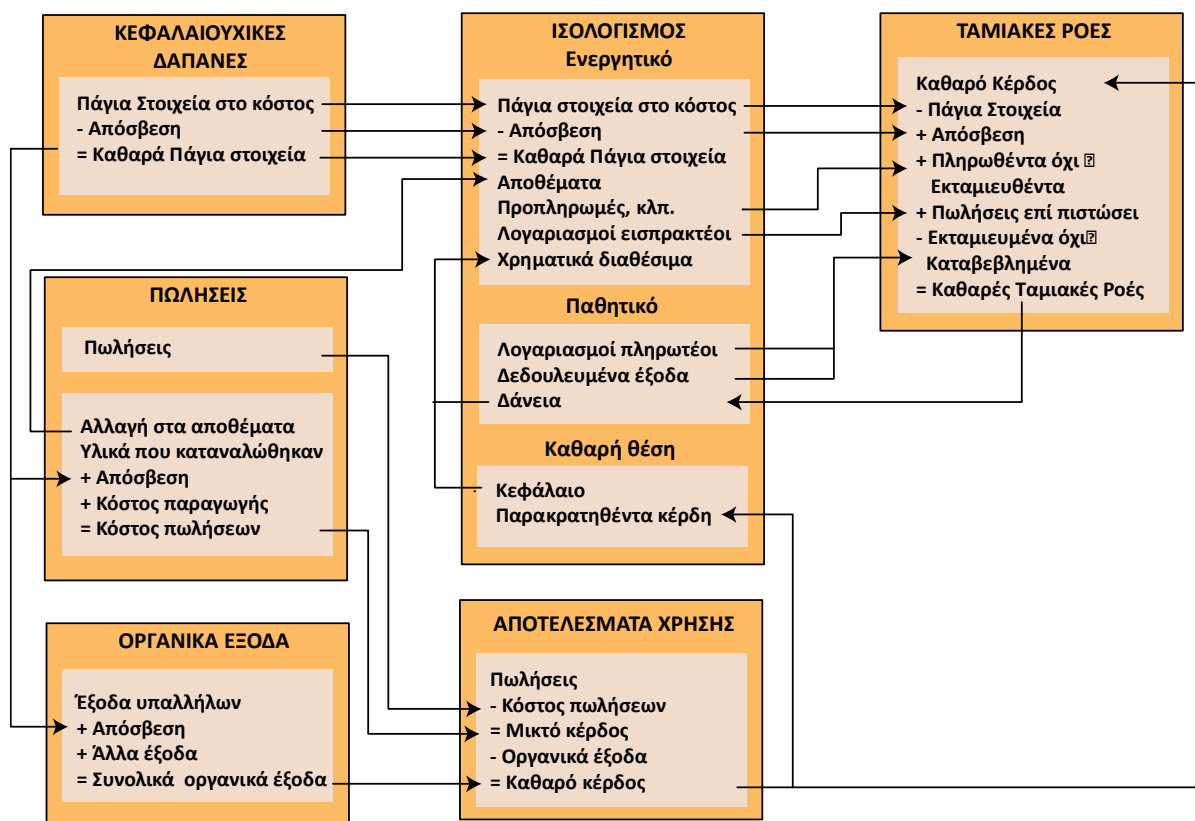 ΚΕΦΑΛΑΙΟΥΧΙΚΕΣ
ΔΑΠΑΝΕΣ
Πάγια Στοιχεία στο κόστος
- Απόσβεση
= Καθαρά Πάγια στοιχεία
ΠΩΛΗΣΕΙΣ
Πωλήσεις
Αλλαγή στα αποθέματα
Υλικά που καταναλώθηκαν
+ Απόσβεση
+ Κόστος παραγωγής
= Κόστος πωλήσεων
ΟΡΓΑΝΙΚΑ ΕΞΟΔΑ
Έξοδα υπαλλήλων
+ Απόσβεση
+ Άλλα έξοδα
= Συνολικά οργανικά έξοδα
ΙΣΟΛΟΓΙΣΜΟΣ
Ενεργητικό
Πάγια στοιχεία στο κόστος
- Απόσβεση
= Καθαρά Πάγια στοιχεία
Αποθέματα
Προπληρωμές, κλπ.
Λογαριασμοί εισπρακτέοι
Χρηματικά διαθέσιμα
Παθητικό
Λογαριασμοί πληρωτέοι
Δεδουλευμένα έξοδα
Δάνεια
Καθαρή θέση
Κεφάλαιο
Παρακρατηθέντα κέρδη
ΑΠΟΤΕΛΕΣΜΑΤΑ ΧΡΗΣΗΣ
Πωλήσεις
- Κόστος πωλήσεων
= Μικτό κέρδος
- Οργανικά έξοδα
= Καθαρό κέρδος
ΤΑΜΙΑΚΕΣ ΡΟΕΣ
Καθαρό Κέρδος
- Πάγια Στοιχεία
+ Απόσβεση
+ Πληρωθέντα όχι
Εκταμιευθέντα
+ Πωλήσεις επί πιστώσει
- Εκταμιευμένα όχι
Καταβεβλημένα
= Καθαρές Ταμιακές Ροές